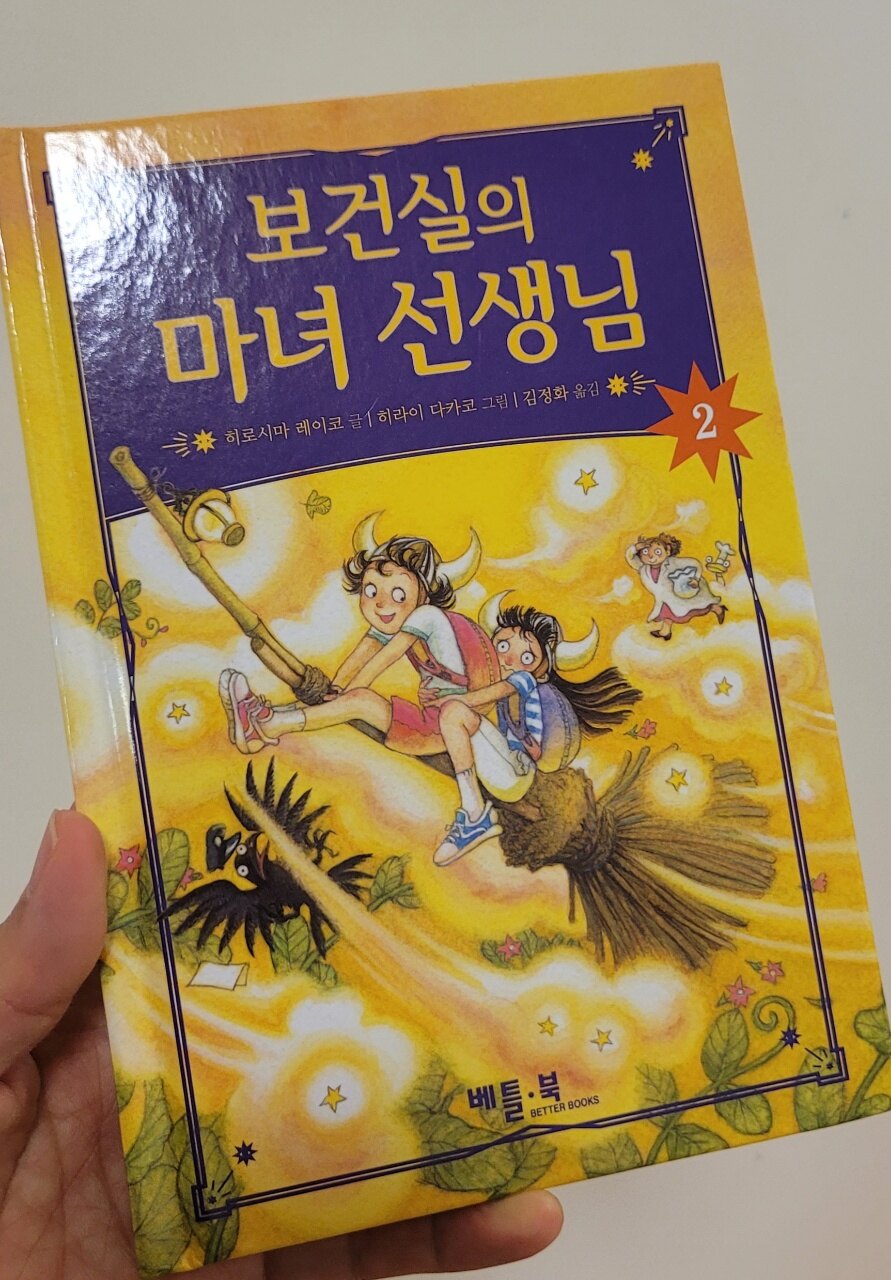 보건실의
마녀 선생님
히로시마 레이코 글 | 히라이 다카코 그림 | 김정화 옮김
2
베틀·북
BETTER BOOKS